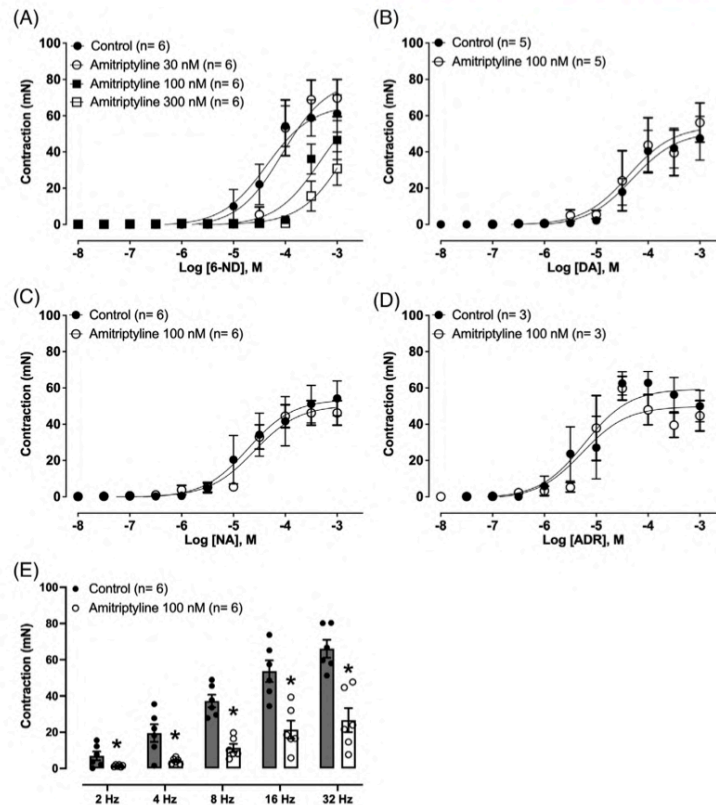 (A)
Control (n= 6)
Amitriptyline 30 nM (n= 6)
Amitriptyline 100 nM (n= 6)
Amitriptyline 300 nM (n= 6)
Contraction (mN)
100
80
60
40
20
0
-8 -7 -6 -5 -4 -3
Log [6-ND], M
(B)
Control (n= 5)
Amitriptyline 100 nM (n= 5)
Contraction (mN)
100
80
60
40
20
0
-8 -7 -6 -5 -4 -3
Log [DA], M
(C)
Control (n= 6)
Amitriptyline 100 nM (n= 6)
Contraction (mN)
100
80
60
40
20
0
-8 -7 -6 -5 -4 -3
Log [NA], M
(D)
Control (n= 3)
Amitriptyline 100 nM (n= 3)
Contraction (mN)
100
80
60
40
20
0
-8 -7 -6 -5 -4 -3
Log [ADR], M
(E)
Control (n= 6)
Amitriptyline 100 nM (n= 6)
Contraction (mN)
100
80
60
40
20
0
* * * * *
2 Hz 4 Hz 8 Hz 16 Hz 32 Hz